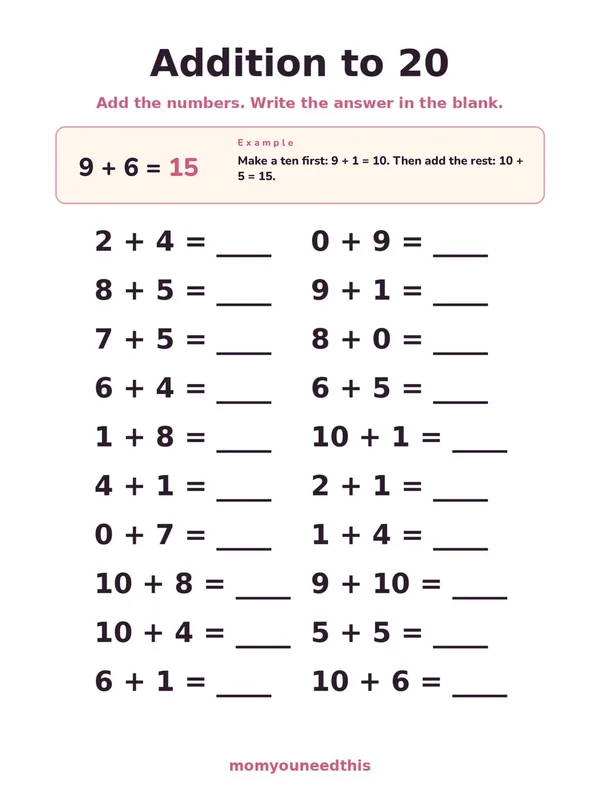 Addition to 20
Add the numbers. Write the answer in the blank.
9 + 6 = 15
Example
Make a ten first: 9 + 1 = 10. Then add the rest: 10 +
5 = 15.
2 + 4 = ____ 0 + 9 = ____
8 + 5 = ____ 9 + 1 = ____
7 + 5 = ____ 8 + 0 = ____
6 + 4 = ____ 6 + 5 = ____
1 + 8 = ____ 10 + 1 = ____
4 + 1 = ____ 2 + 1 = ____
0 + 7 = ____ 1 + 4 = ____
10 + 8 = ____ 9 + 10 = ____
10 + 4 = ____ 5 + 5 = ____
6 + 1 = ____ 10 + 6 = ____
momyouneedthis